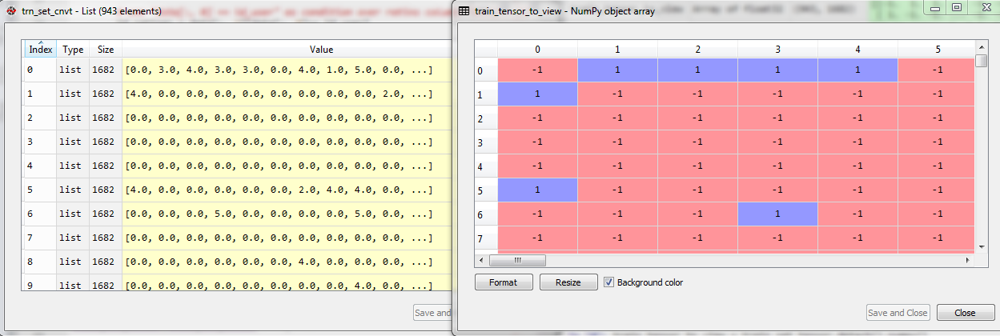 trn_set_cnvt - List (943 elements)
Index Type Size Value
0 list 1682 [0.0, 3.0, 4.0, 3.0, 3.0, 0.0, 4.0, 1.0, 5.0, 0.0, ...]
1 list 1682 [4.0, 0.0, 0.0, 0.0, 0.0, 0.0, 0.0, 0.0, 0.0, 2.0, ...]
2 list 1682 [0.0, 0.0, 0.0, 0.0, 0.0, 0.0, 0.0, 0.0, 0.0, 0.0, ...]
3 list 1682 [0.0, 0.0, 0.0, 0.0, 0.0, 0.0, 0.0, 0.0, 0.0, 0.0, ...]
4 list 1682 [0.0, 0.0, 0.0, 0.0, 0.0, 0.0, 0.0, 0.0, 0.0, 0.0, ...]
5 list 1682 [4.0, 0.0, 0.0, 0.0, 0.0, 0.0, 2.0, 4.0, 4.0, 0.0, ...]
6 list 1682 [0.0, 0.0, 0.0, 5.0, 0.0, 0.0, 0.0, 0.0, 5.0, 0.0, ...]
7 list 1682 [0.0, 0.0, 0.0, 0.0, 0.0, 0.0, 0.0, 0.0, 0.0, 0.0, ...]
8 list 1682 [0.0, 0.0, 0.0, 0.0, 0.0, 0.0, 4.0, 0.0, 0.0, 0.0, ...]
9 list 1682 [0.0, 0.0, 0.0, 0.0, 0.0, 0.0, 0.0, 0.0, 4.0, 0.0, ...]
Save and
train_tensor_to_view - NumPy object array
0 1 2 3 4 5
0 -1 1 1 1 1 -1
1 1 -1 -1 -1 -1 -1
2 -1 -1 -1 -1 -1 -1
3 -1 -1 -1 -1 -1 -1
4 -1 -1 -1 -1 -1 -1
5 1 -1 -1 -1 -1 -1
6 -1 -1 -1 1 -1 -1
7 -1 -1 -1 -1 -1 -1
Format Resize Background color
Save and Close Close